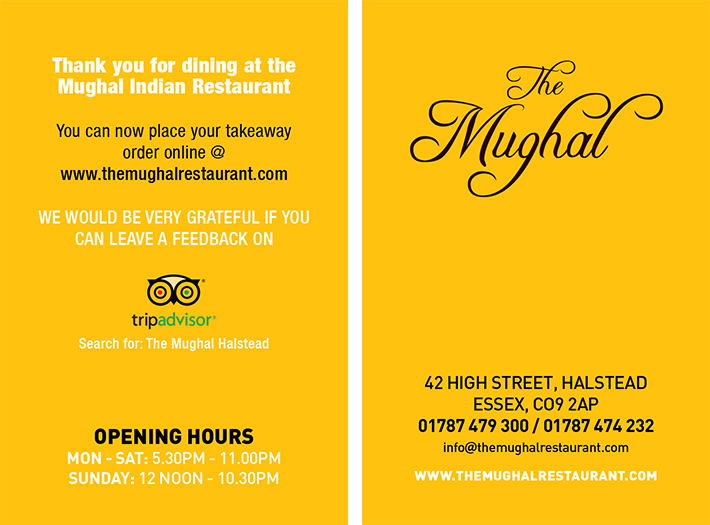 Thank you for dining at the
Mughal Indian Restaurant
You can now place your takeaway
order online @
www.themughalrestaurant.com
WE WOULD BE VERY GRATEFUL IF YOU
CAN LEAVE A FEEDBACK ON
tripadvisor®
Search for: The Mughal Halstead
OPENING HOURS
MON - SAT: 5.30PM - 11.00PM
SUNDAY: 12 NOON - 10.30PM
The
Mughal
42 HIGH STREET, HALSTEAD
ESSEX, CO9 2AP
01787 479 300 / 01787 474 232
info@themughalrestaurant.com
WWW.THEMUGHALRESTAURANT.COM